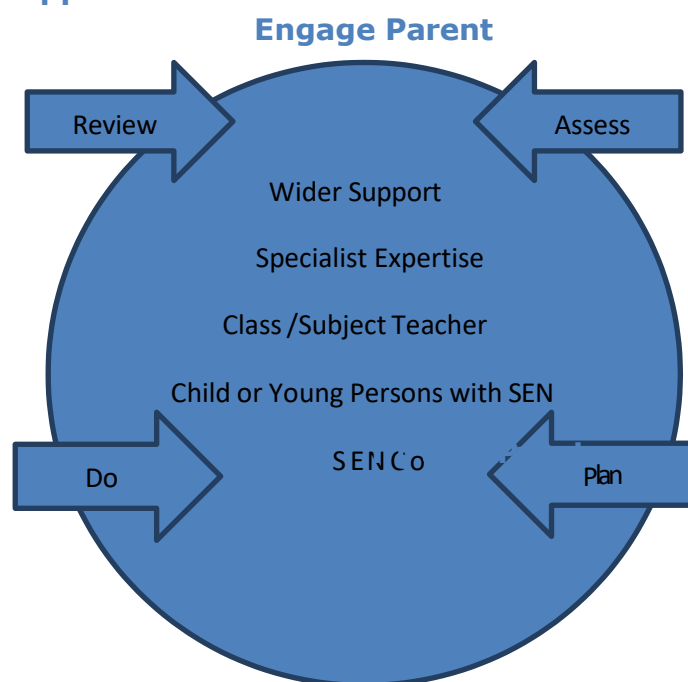 Engage Parent
Review
Assess
Wider Support
Specialist Expertise
Class /Subject Teacher
Child or Young Persons with SEN
SENCo
Do
Plan